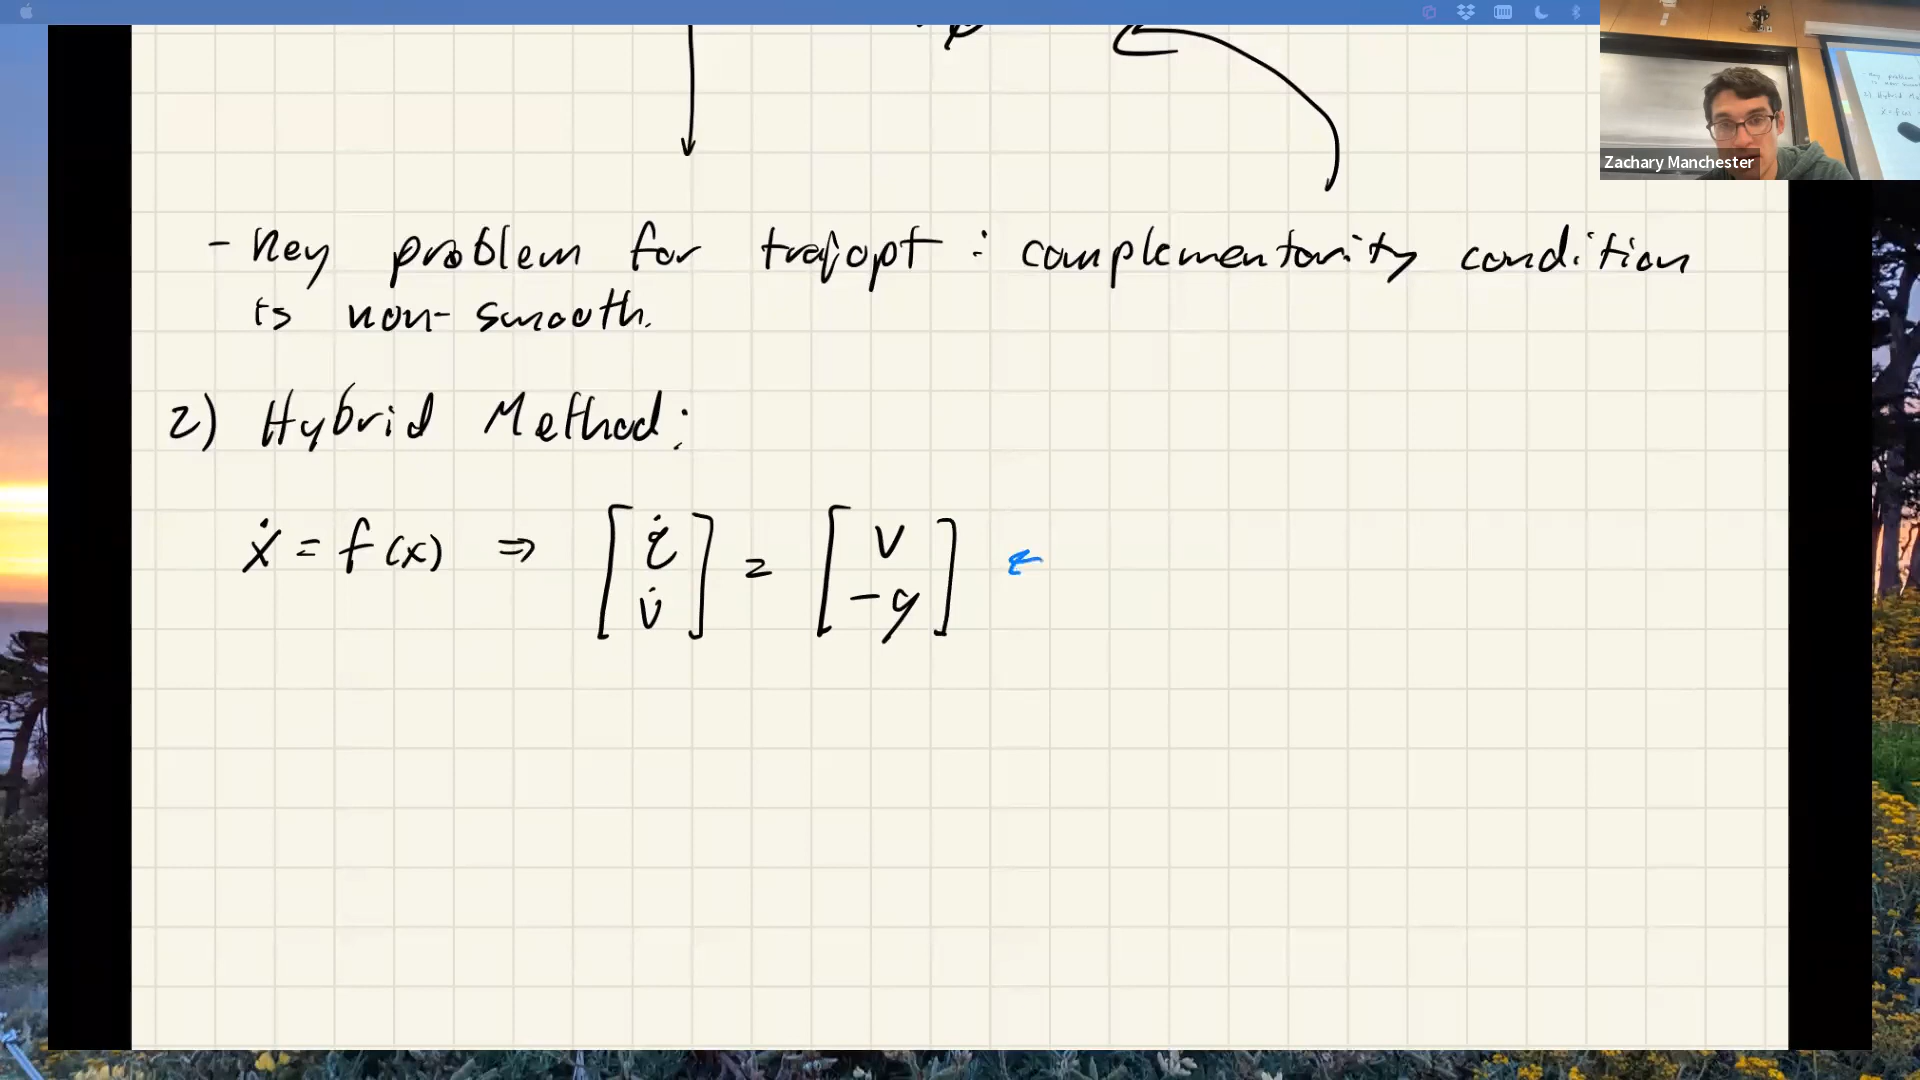 Zachary Manchester
- Key problem for trajopt : complementarity condition
is non-smooth.
2) Hybrid Method:
ẋ = f(x) ⇒ [q̇ v̇] = [v -g] ←